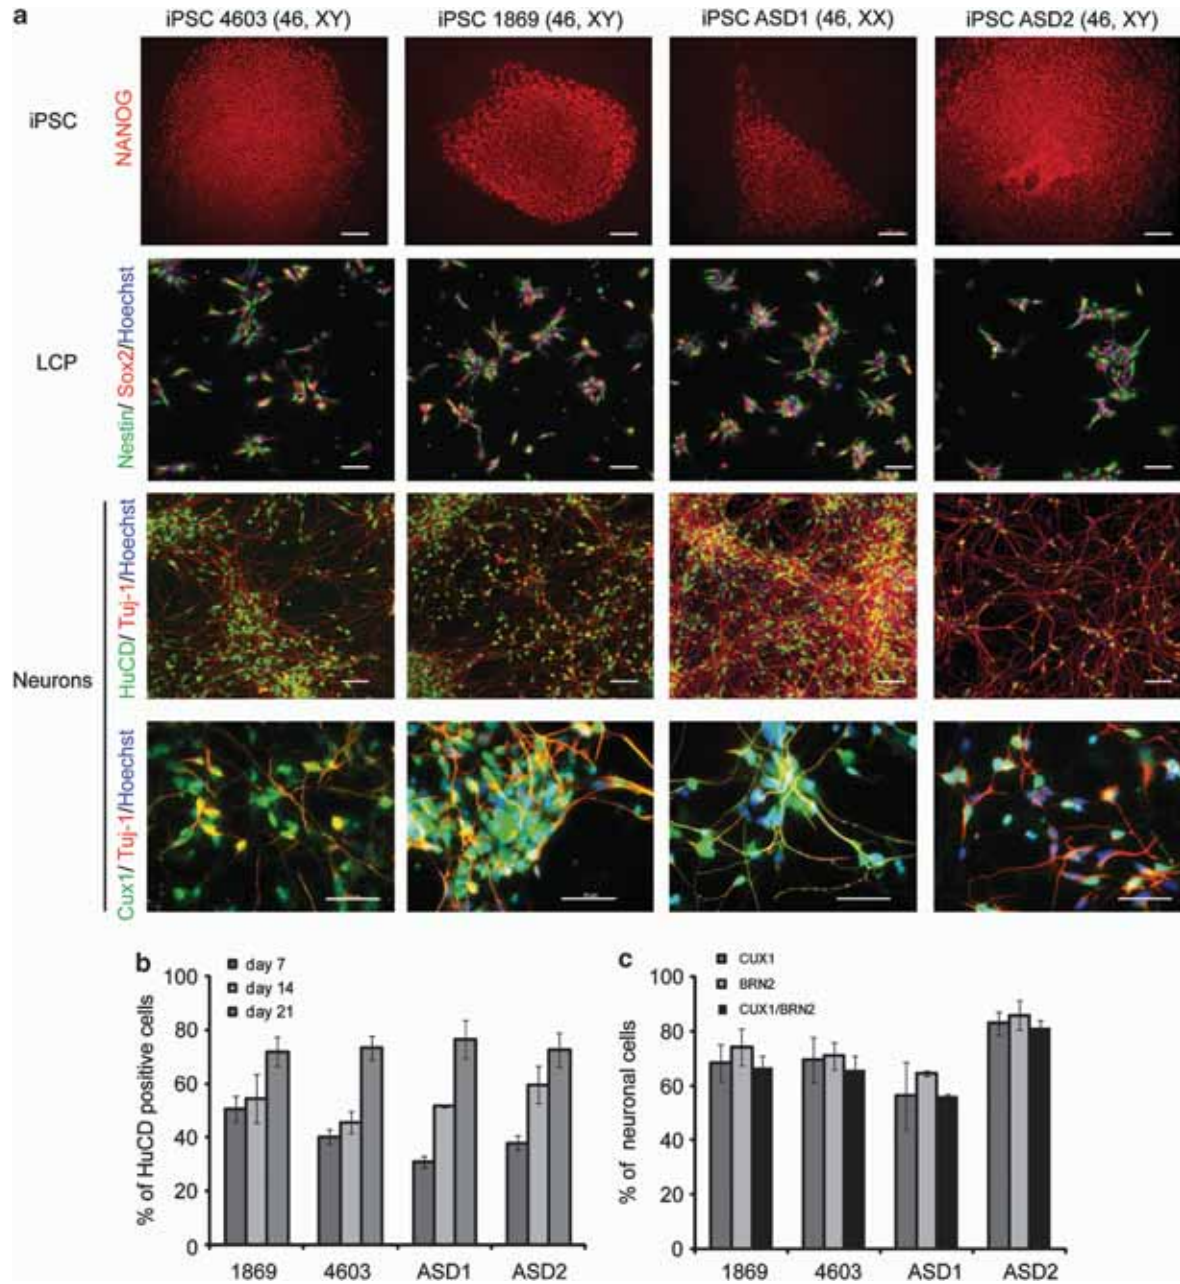 a
iPSC 4603 (46, XY) iPSC 1869 (46, XY) iPSC ASD1 (46, XX) iPSC ASD2 (46, XY)
iPSC
NANOG
LCP
Nestin/ Sox2/Hoechst
Neurons
HuCD/ Tuj-1/Hoechst
Cux1/ Tuj-1/Hoechst
b
day 7
day 14
day 21
% of HuCD positive cells
100
80
60
40
20
0
1869 4603 ASD1 ASD2
c
CUX1
BRN2
CUX1/BRN2
% of neuronal cells
100
80
60
40
20
0
1869 4603 ASD1 ASD2